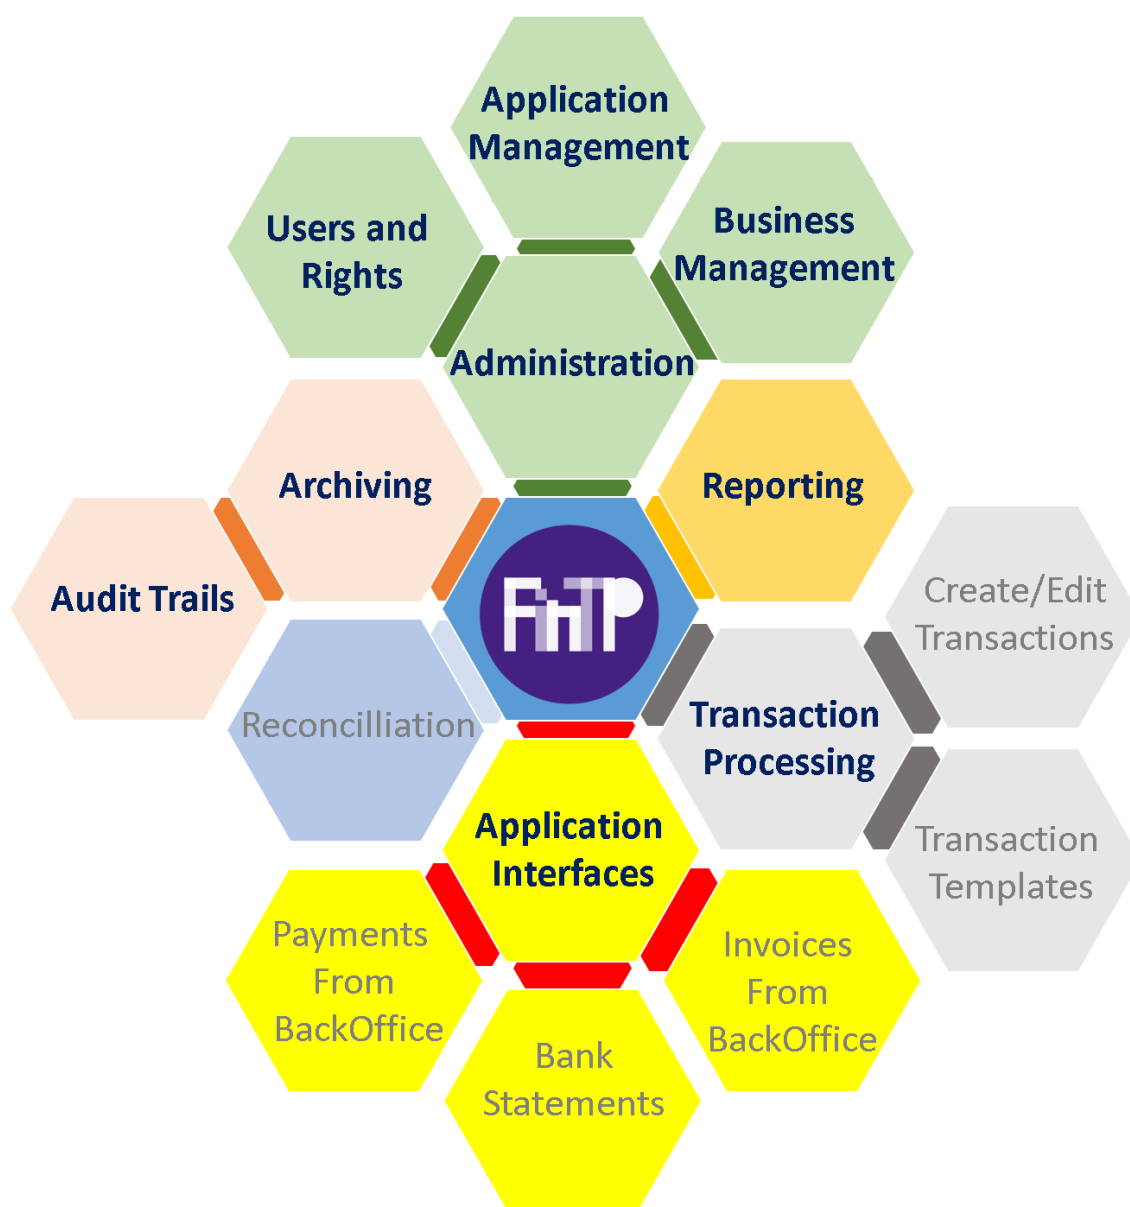 Application
Management
Users and
Rights
Business
Management
Administration
Archiving
Reporting
Audit Trails
FinTP
Create/Edit
Transactions
Reconcilliation
Transaction
Processing
Application
Interfaces
Transaction
Templates
Payments
From
BackOffice
Invoices
From
BackOffice
Bank
Statements